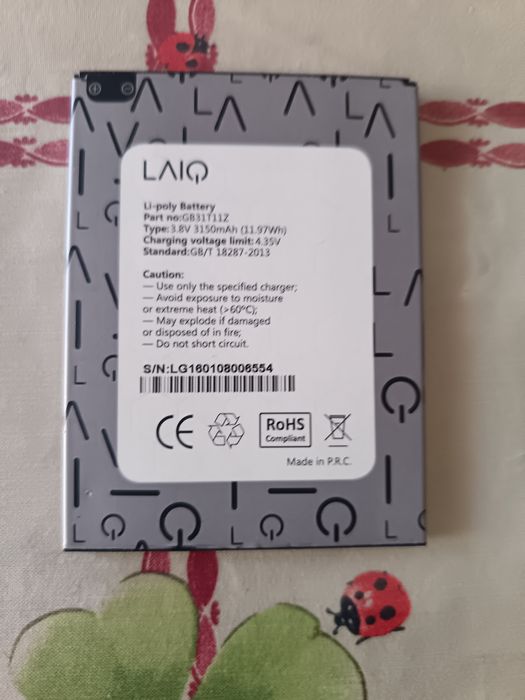 LAIQ
Li-poly Battery
Part no:GB31T11Z
Type: 3.8V 3150mAh (11.97Wh)
Charging voltage limit: 4.35V
Standard:GB/T 18287-2013
Caution:
— Use only the specified charger;
— Avoid exposure to moisture
or extreme heat (>60°C);
— May explode if damaged
or disposed of in fire;
— Do not short circuit.
S/N:LG160108006554
CE
RoHS
Compliant
Made in P.R.C.